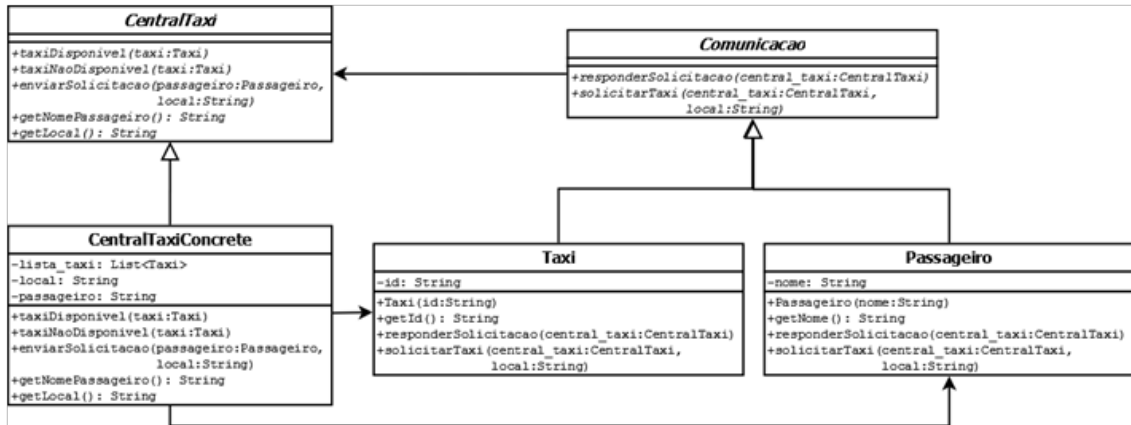 CentralTaxi
+taxiDisponivel(taxi:Taxi)
+taxiNaoDisponivel(taxi:Taxi)
+enviarSolicitacao(passageiro:Passageiro,
local:String)
+getNomePassageiro(): String
+getLocal(): String
Comunicacao
+responderSolicitacao(central_taxi:CentralTaxi)
+solicitarTaxi(central_taxi:CentralTaxi,
local:String)
CentralTaxiConcrete
-lista_taxi: List<Taxi>
-local: String
-passageiro: String
+taxiDisponivel(taxi:Taxi)
+taxiNaoDisponivel(taxi:Taxi)
+enviarSolicitacao(passageiro:Passageiro,
local:String)
+getNomePassageiro(): String
+getLocal(): String
Taxi
-id: String
+Taxi(id:String)
+getId(): String
+responderSolicitacao(central_taxi:CentralTaxi)
+solicitarTaxi(central_taxi:CentralTaxi,
local:String)
Passageiro
-nome: String
+Passageiro(nome:String)
+getNome(): String
+responderSolicitacao(central_taxi:CentralTaxi)
+solicitarTaxi(central_taxi:CentralTaxi,
local:String)